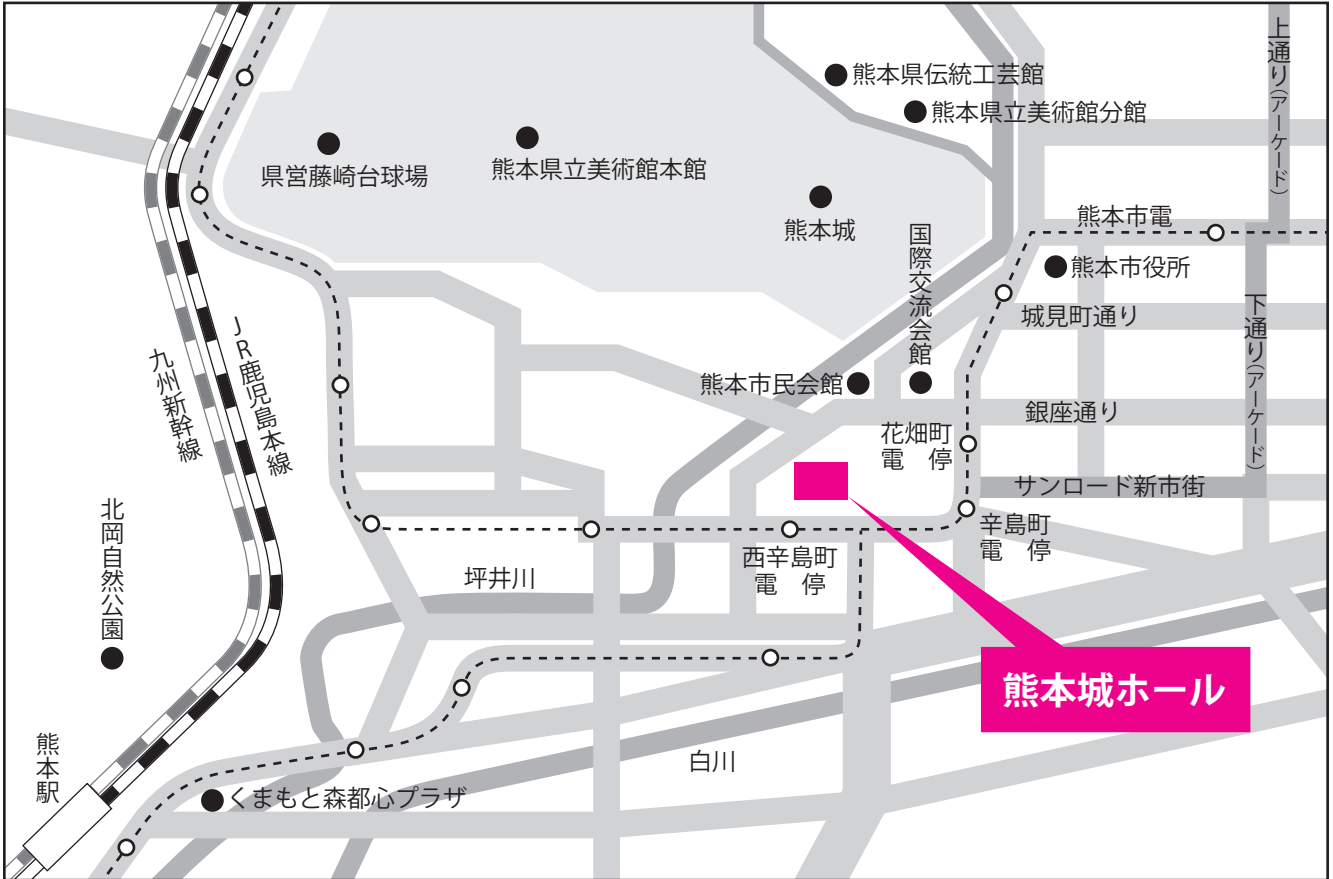 上通り(アーケード)
熊本県伝統工芸館
熊本県立美術館分館
県営藤崎台球場
熊本県立美術館本館
熊本城
国際交流会館
熊本市電
熊本市役所
城見町通り
下通り(アーケード)
九州新幹線
JR鹿児島本線
熊本市民会館
銀座通り
花畑町
電　停
サンロード新市街
辛島町
電　停
西辛島町
電　停
坪井川
北岡自然公園
熊本城ホール
熊本駅
白川
くまもと森都心プラザ